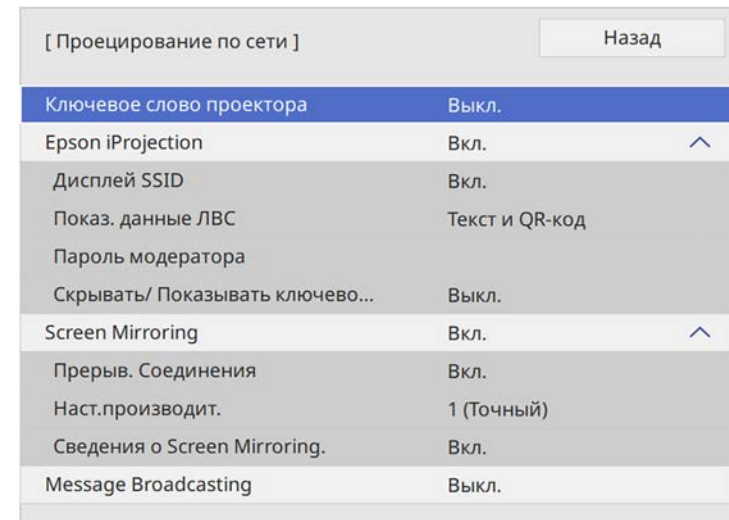 [ Проецирование по сети ] Назад
Ключевое слово проектора Выкл.
Epson iProjection Вкл.
Дисплей SSID Вкл.
Показ. данные ЛВС Текст и QR-код
Пароль модератора
Скрывать/ Показывать ключево... Выкл.
Screen Mirroring Вкл.
Прерыв. Соединения Вкл.
Наст.производит. 1 (Точный)
Сведения о Screen Mirroring. Вкл.
Message Broadcasting Выкл.